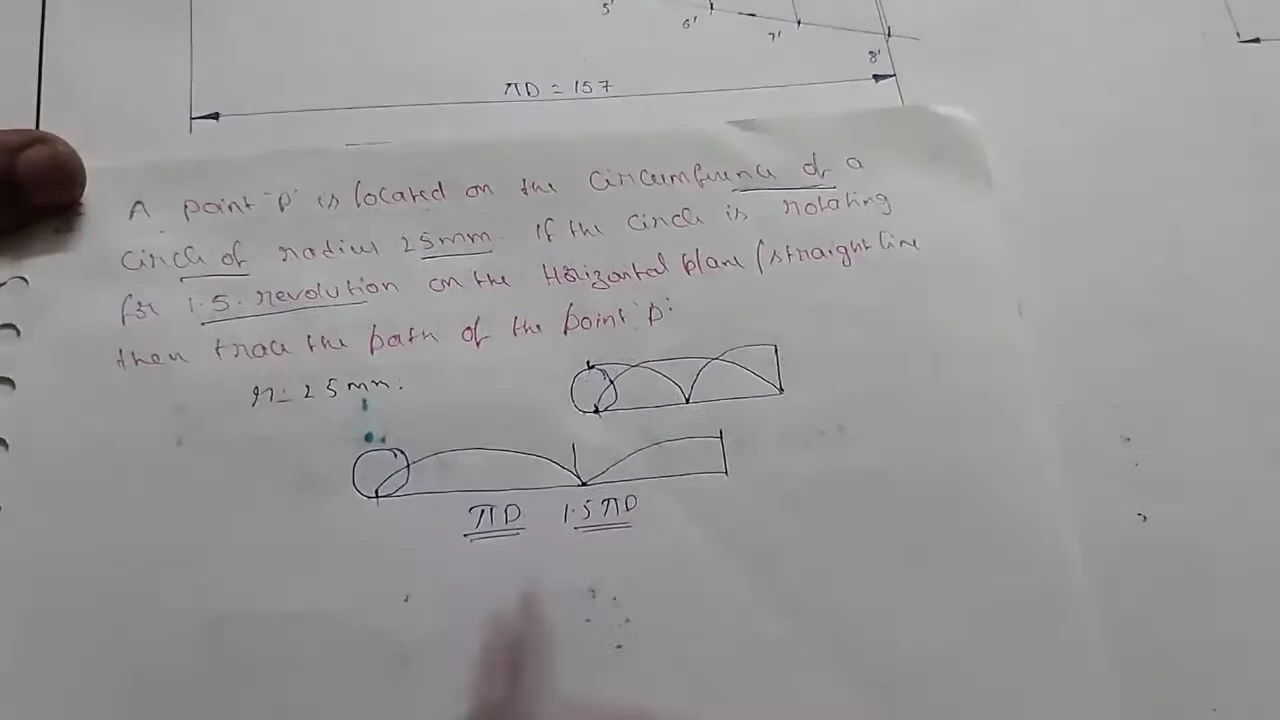 5'
6'
7'
8'
πD = 157
A point 'P' is located on the circumference of a
circle of radius 25mm. If the circle is rotating
for 1.5 revolution on the Horizontal plane / straight line
then trace the path of the point 'P'
r = 25mm.
πD 1.5πD